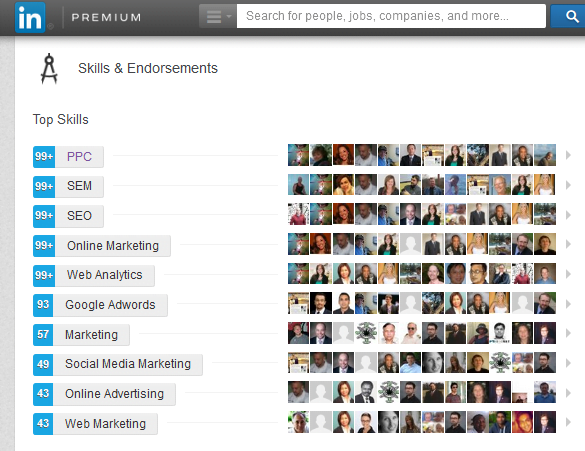 in PREMIUM Search for people, jobs, companies, and more...
Skills & Endorsements
Top Skills
99+ PPC
99+ SEM
99+ SEO
99+ Online Marketing
99+ Web Analytics
93 Google Adwords
57 Marketing
49 Social Media Marketing
43 Online Advertising
43 Web Marketing